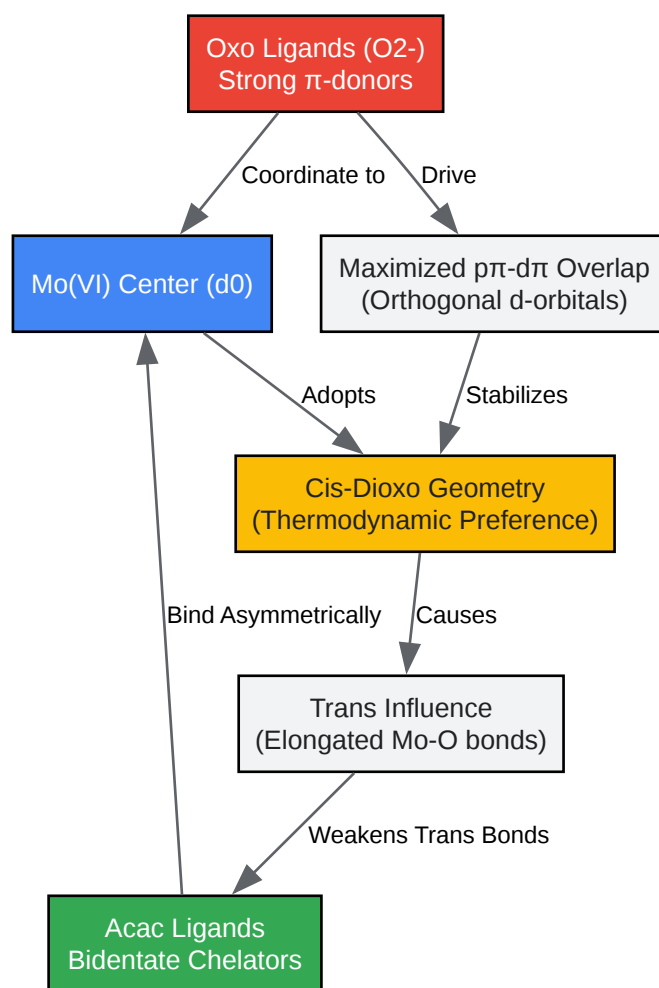 Oxo Ligands (O2-)
Strong π-donors
Coordinate to
Drive
Mo(VI) Center (d0)
Maximized pπ-dπ Overlap
(Orthogonal d-orbitals)
Adopts
Stabilizes
Cis-Dioxo Geometry
(Thermodynamic Preference)
Bind Asymmetrically
Causes
Trans Influence
(Elongated Mo-O bonds)
Weakens Trans Bonds
Acac Ligands
Bidentate Chelators